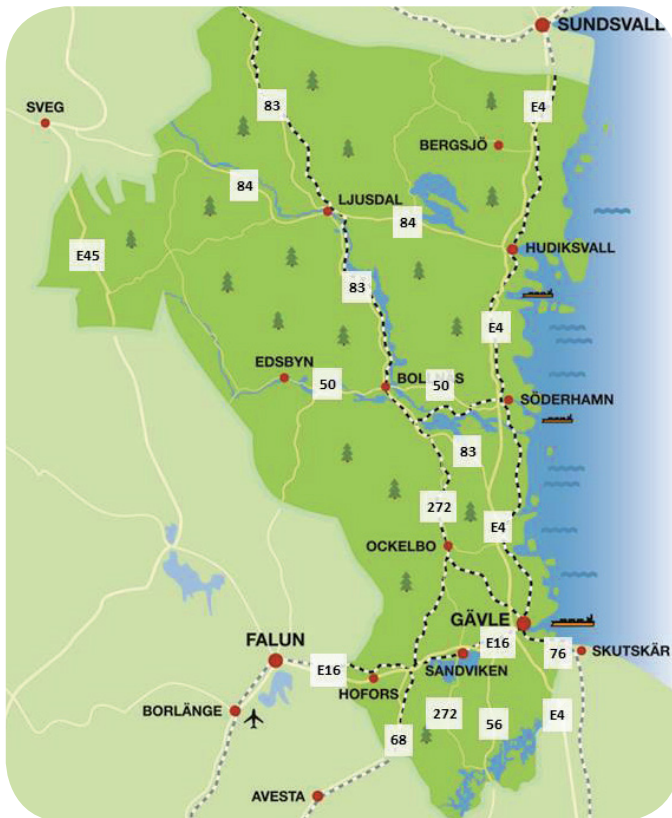 SUNDSVALL
83
E4
SVEG
BERGSJÖ
84
LJUSDAL
84
E45
HUDIKSVALL
83
E4
EDSBYN
50
BOLLNÄS
50
SÖDERHAMN
83
272
E4
OCKELBO
GÄVLE
FALUN
E16
76
SKUTSKÄR
E16
HOFORS
SANDVIKEN
BORLÄNGE
272
56
E4
68
AVESTA